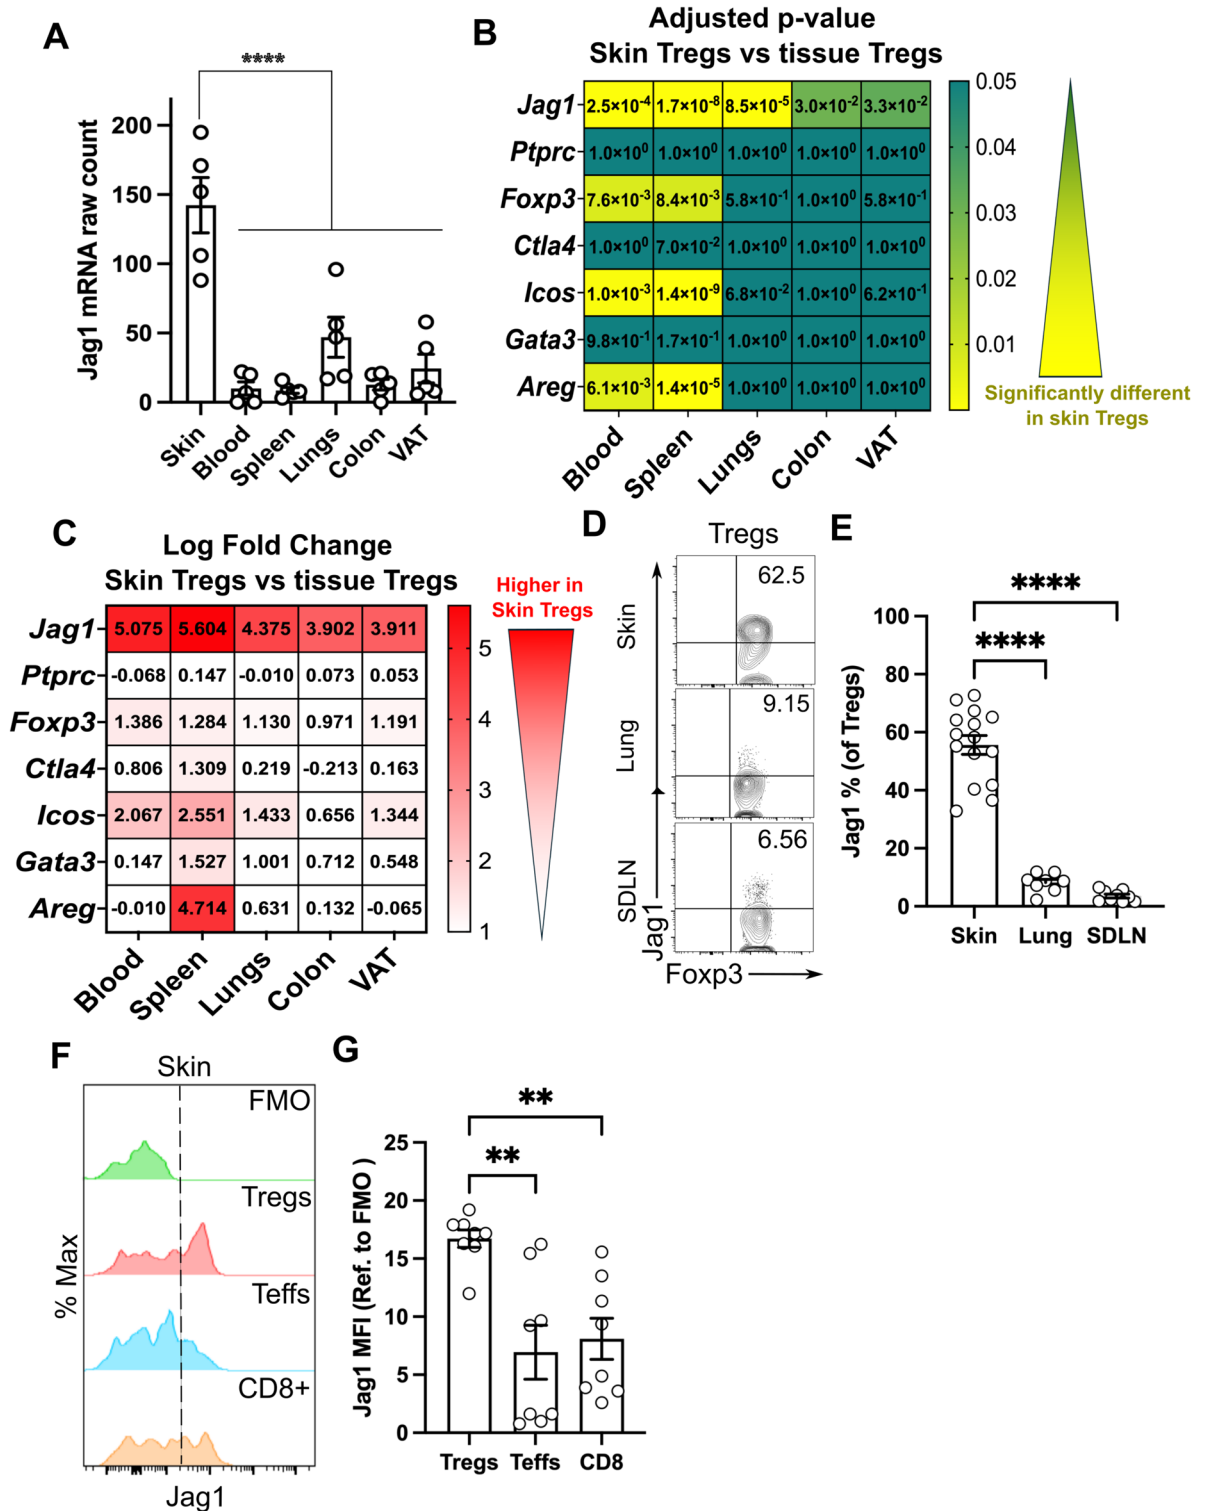 A
****
Jag1 mRNA raw count
200
150
100
50
0
Skin
Blood
Spleen
Lungs
Colon
VAT
B
Adjusted p-value
Skin Tregs vs tissue Tregs
Jag1 2.5×10⁻⁴ 1.7×10⁻⁸ 8.5×10⁻⁵ 3.0×10⁻² 3.3×10⁻²
Ptprc 1.0×10⁰ 1.0×10⁰ 1.0×10⁰ 1.0×10⁰ 1.0×10⁰
Foxp3 7.6×10⁻³ 8.4×10⁻³ 5.8×10⁻¹ 1.0×10⁰ 5.8×10⁻¹
Ctla4 1.0×10⁰ 7.0×10⁻² 1.0×10⁰ 1.0×10⁰ 1.0×10⁰
Icos 1.0×10⁻³ 1.4×10⁻⁹ 6.8×10⁻² 1.0×10⁰ 6.2×10⁻¹
Gata3 9.8×10⁻¹ 1.7×10⁻¹ 1.0×10⁰ 1.0×10⁰ 1.0×10⁰
Areg 6.1×10⁻³ 1.4×10⁻⁵ 1.0×10⁰ 1.0×10⁰ 1.0×10⁰
Blood
Spleen
Lungs
Colon
VAT
0.05
0.04
0.03
0.02
0.01
Significantly different
in skin Tregs
C
Log Fold Change
Skin Tregs vs tissue Tregs
Jag1 5.075 5.604 4.375 3.902 3.911
Ptprc -0.068 0.147 -0.010 0.073 0.053
Foxp3 1.386 1.284 1.130 0.971 1.191
Ctla4 0.806 1.309 0.219 -0.213 0.163
Icos 2.067 2.551 1.433 0.656 1.344
Gata3 0.147 1.527 1.001 0.712 0.548
Areg -0.010 4.714 0.631 0.132 -0.065
Blood
Spleen
Lungs
Colon
VAT
5
4
3
2
1
Higher in
Skin Tregs
D
Tregs
Skin
62.5
Lung
9.15
SDLN
6.56
Jag1
Foxp3
E
****
****
Jag1 % (of Tregs)
100
80
60
40
20
0
Skin
Lung
SDLN
F
Skin
FMO
Tregs
Teffs
CD8+
% Max
Jag1
G
**
**
Jag1 MFI (Ref. to FMO )
25
20
15
10
5
0
Tregs
Teffs
CD8